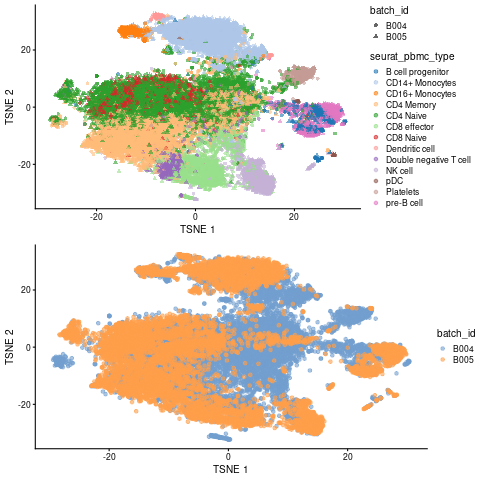 batch_id
B004
B005
seurat_pbmc_type
B cell progenitor
CD14+ Monocytes
CD16+ Monocytes
CD4 Memory
CD4 Naive
CD8 effector
CD8 Naive
Dendritic cell
Double negative T cell
NK cell
pDC
Platelets
pre-B cell
TSNE 2
20
0
-20
-20
0
20
TSNE 1
batch_id
B004
B005
TSNE 2
20
0
-20
-20
0
20
TSNE 1